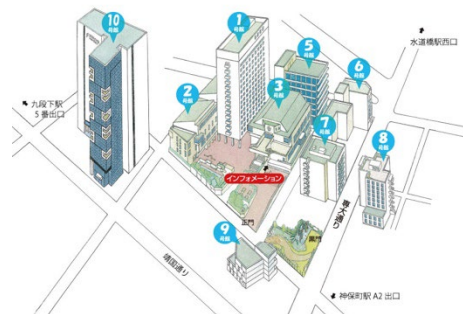 10
号館
1
号館
5
号館
水道橋駅西口
6
号館
九段下駅
5番出口
2
号館
3
号館
7
号館
8
号館
インフォメーション
専大通り
正門
黒門
9
号館
靖国通り
神保町駅 A2 出口